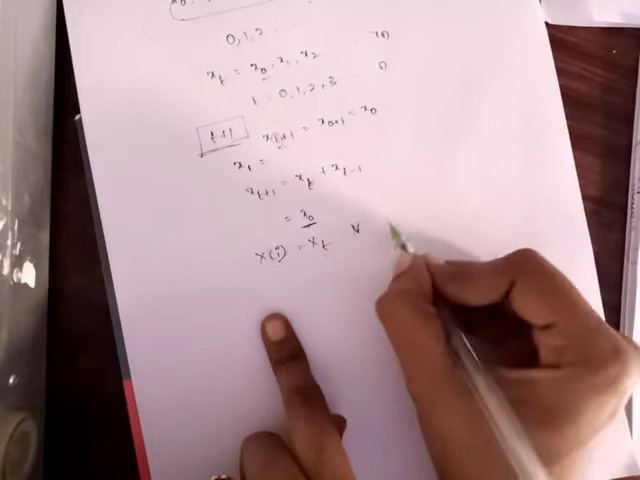 0, 1, 2
x_t = x_0, x_1, x_2
t = 0, 1, 2, 3
t+1 x_{t+1} = x_{0+1} = x_0
x_1 =
x_{t+1} = x_t + x_{t-1}
= x_0
x(i) = x_t N